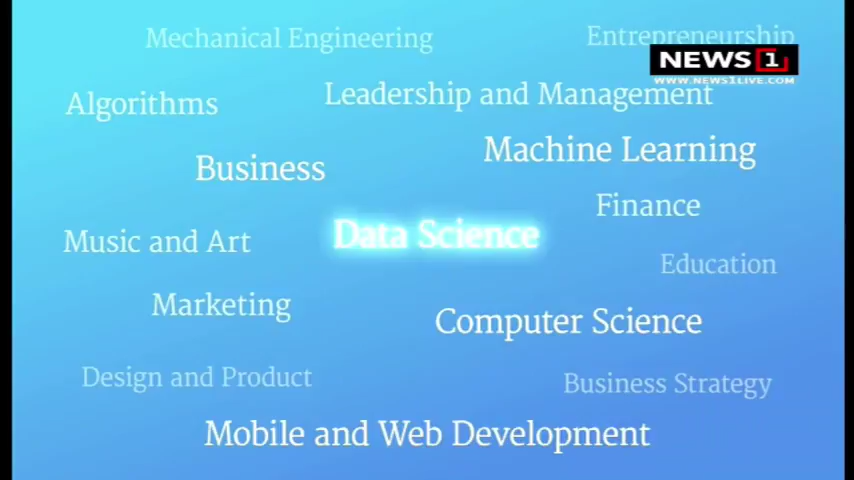 Mechanical Engineering
Entrepreneurship
NEWS 1
WWW.NEWS1LIVE.COM
Algorithms
Leadership and Management
Machine Learning
Business
Finance
Data Science
Music and Art
Education
Marketing
Computer Science
Design and Product
Business Strategy
Mobile and Web Development